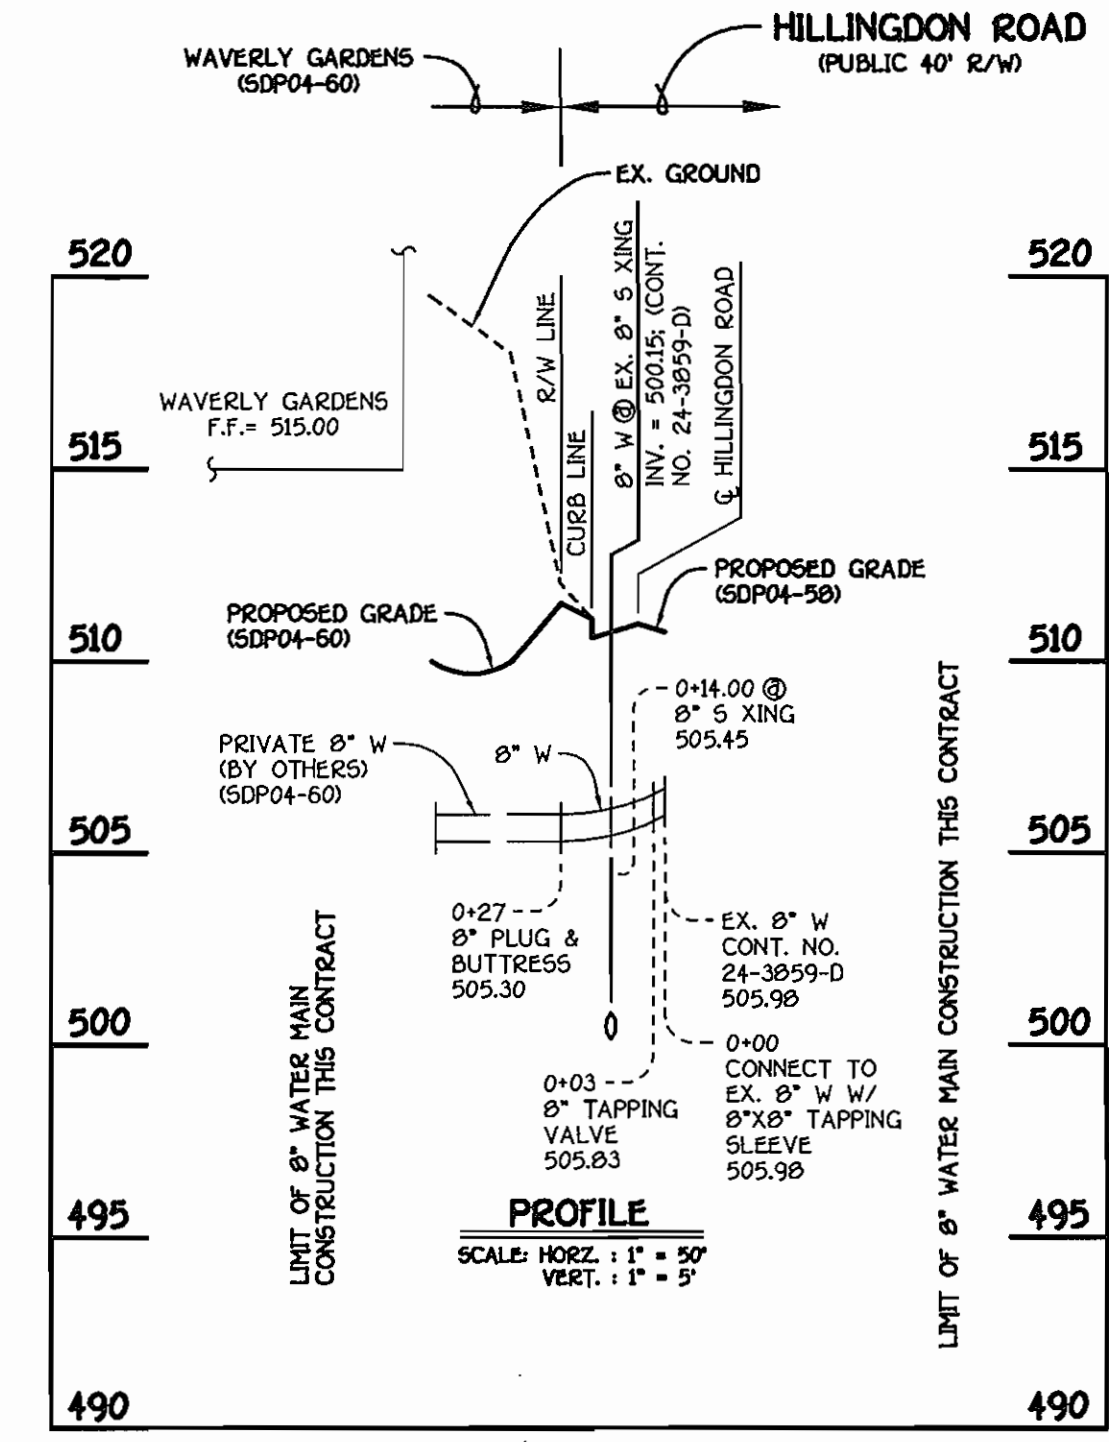 HILLINGDON ROAD
(PUBLIC 40' R/W)
WAVERLY GARDENS
(SDP04-60)
EX. GROUND
520
520
R/W LINE
CURB LINE
8" W @ EX. 8" S XING
INV. = 500.15; (CONT.
NO. 24-3859-D)
℄ HILLINGDON ROAD
WAVERLY GARDENS
F.F.= 515.00
515
515
PROPOSED GRADE
(SDP04-58)
PROPOSED GRADE
(SDP04-60)
510
510
0+14.00 @
8" S XING
505.45
PRIVATE 8" W
(BY OTHERS)
(SDP04-60)
8" W
505
505
0+27
8" PLUG &
BUTTRESS
505.30
EX. 8" W
CONT. NO.
24-3859-D
505.98
LIMIT OF 8" WATER MAIN
CONSTRUCTION THIS CONTRACT
LIMIT OF 8" WATER MAIN CONSTRUCTION THIS CONTRACT
500
500
0+00
CONNECT TO
EX. 8" W W/
8"X8" TAPPING
SLEEVE
505.98
0+03
8" TAPPING
VALVE
505.83
495
495
PROFILE
SCALE: HORZ. : 1" = 50'
VERT. : 1" = 5'
490
490